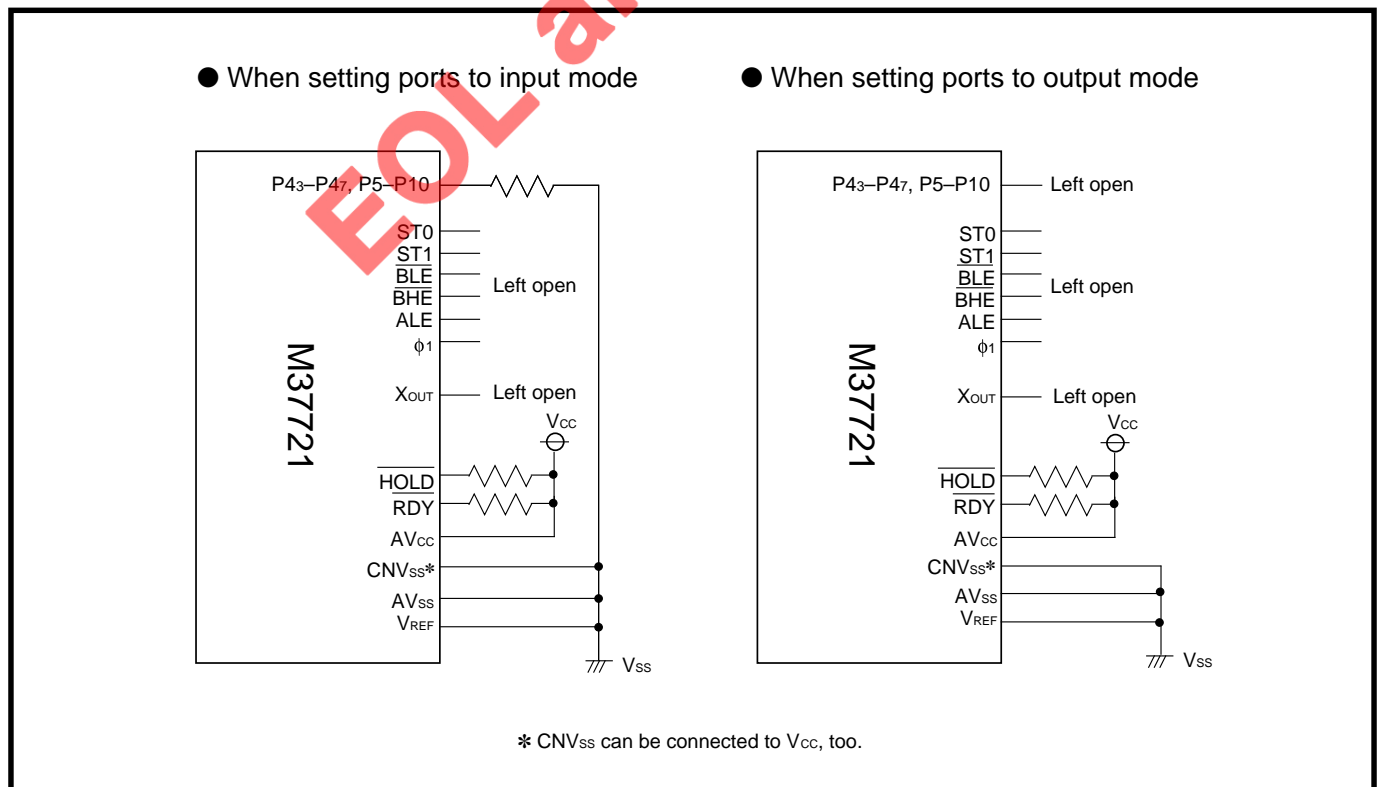 EOL a
● When setting ports to input mode
● When setting ports to output mode
P43–P47, P5–P10
ST0
ST1
BLE
BHE
ALE
ϕ1
Left open
XOUT
Left open
VCC
HOLD
RDY
AVCC
CNVSS*
AVSS
VREF
VSS
M37721
P43–P47, P5–P10
Left open
ST0
ST1
BLE
BHE
ALE
ϕ1
Left open
XOUT
Left open
VCC
HOLD
RDY
AVCC
CNVSS*
AVSS
VREF
VSS
M37721
* CNVSS can be connected to VCC, too.